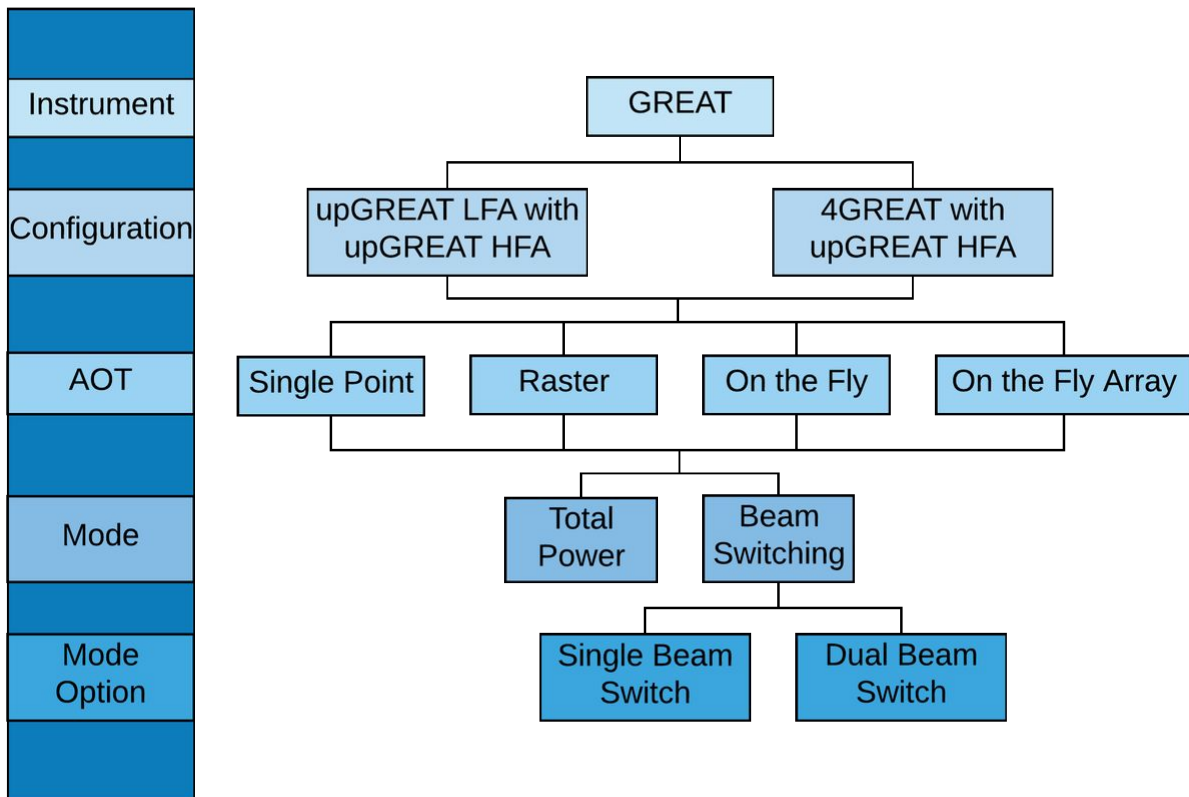 Instrument
GREAT
Configuration
upGREAT LFA with
upGREAT HFA
4GREAT with
upGREAT HFA
AOT
Single Point
Raster
On the Fly
On the Fly Array
Mode
Total
Power
Beam
Switching
Mode
Option
Single Beam
Switch
Dual Beam
Switch